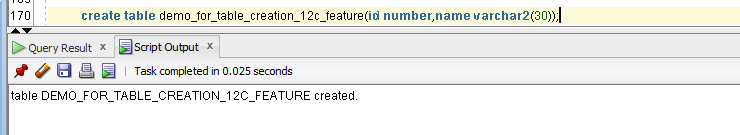 170 create table demo_for_table_creation_12c_feature(id number,name varchar2(30));
Query Result x Script Output x
Task completed in 0.025 seconds
table DEMO_FOR_TABLE_CREATION_12C_FEATURE created.